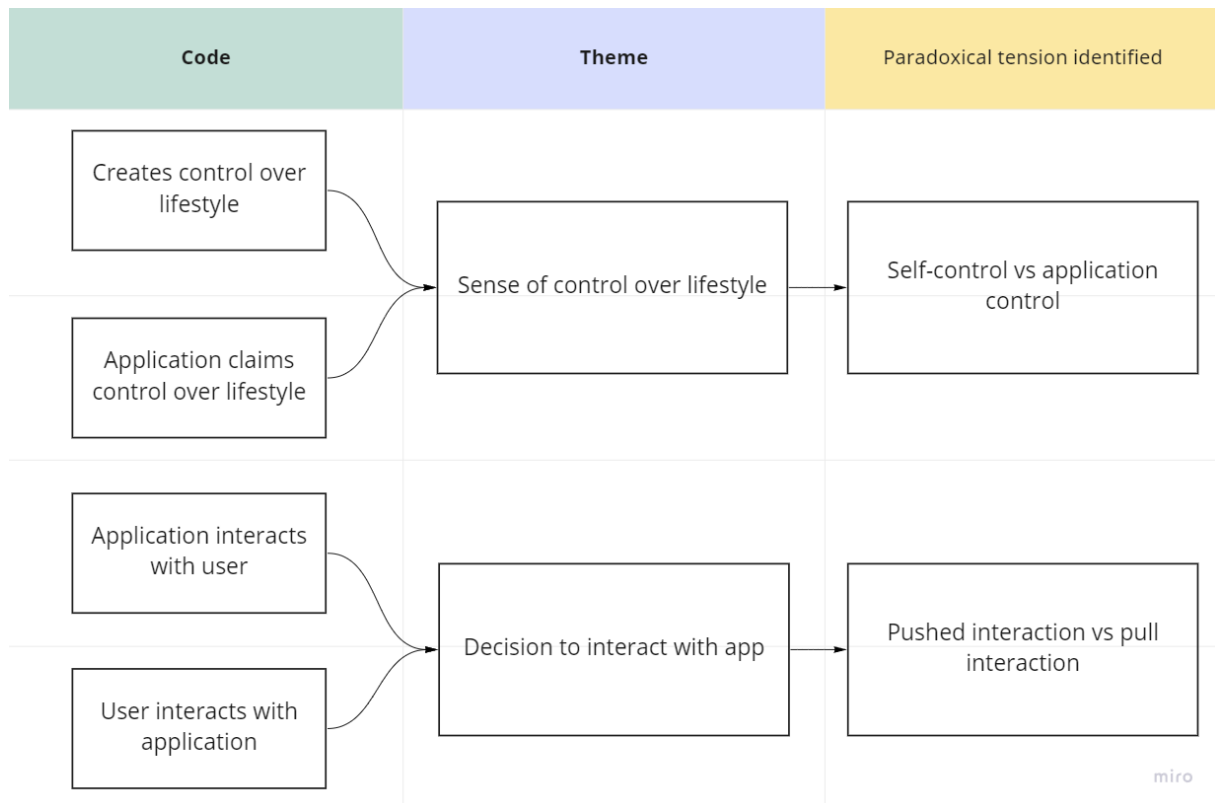 Code
Theme
Paradoxical tension identified
Creates control over
lifestyle
Application claims
control over lifestyle
Sense of control over lifestyle
Self-control vs application
control
Application interacts
with user
User interacts with
application
Decision to interact with app
Pushed interaction vs pull
interaction
miro